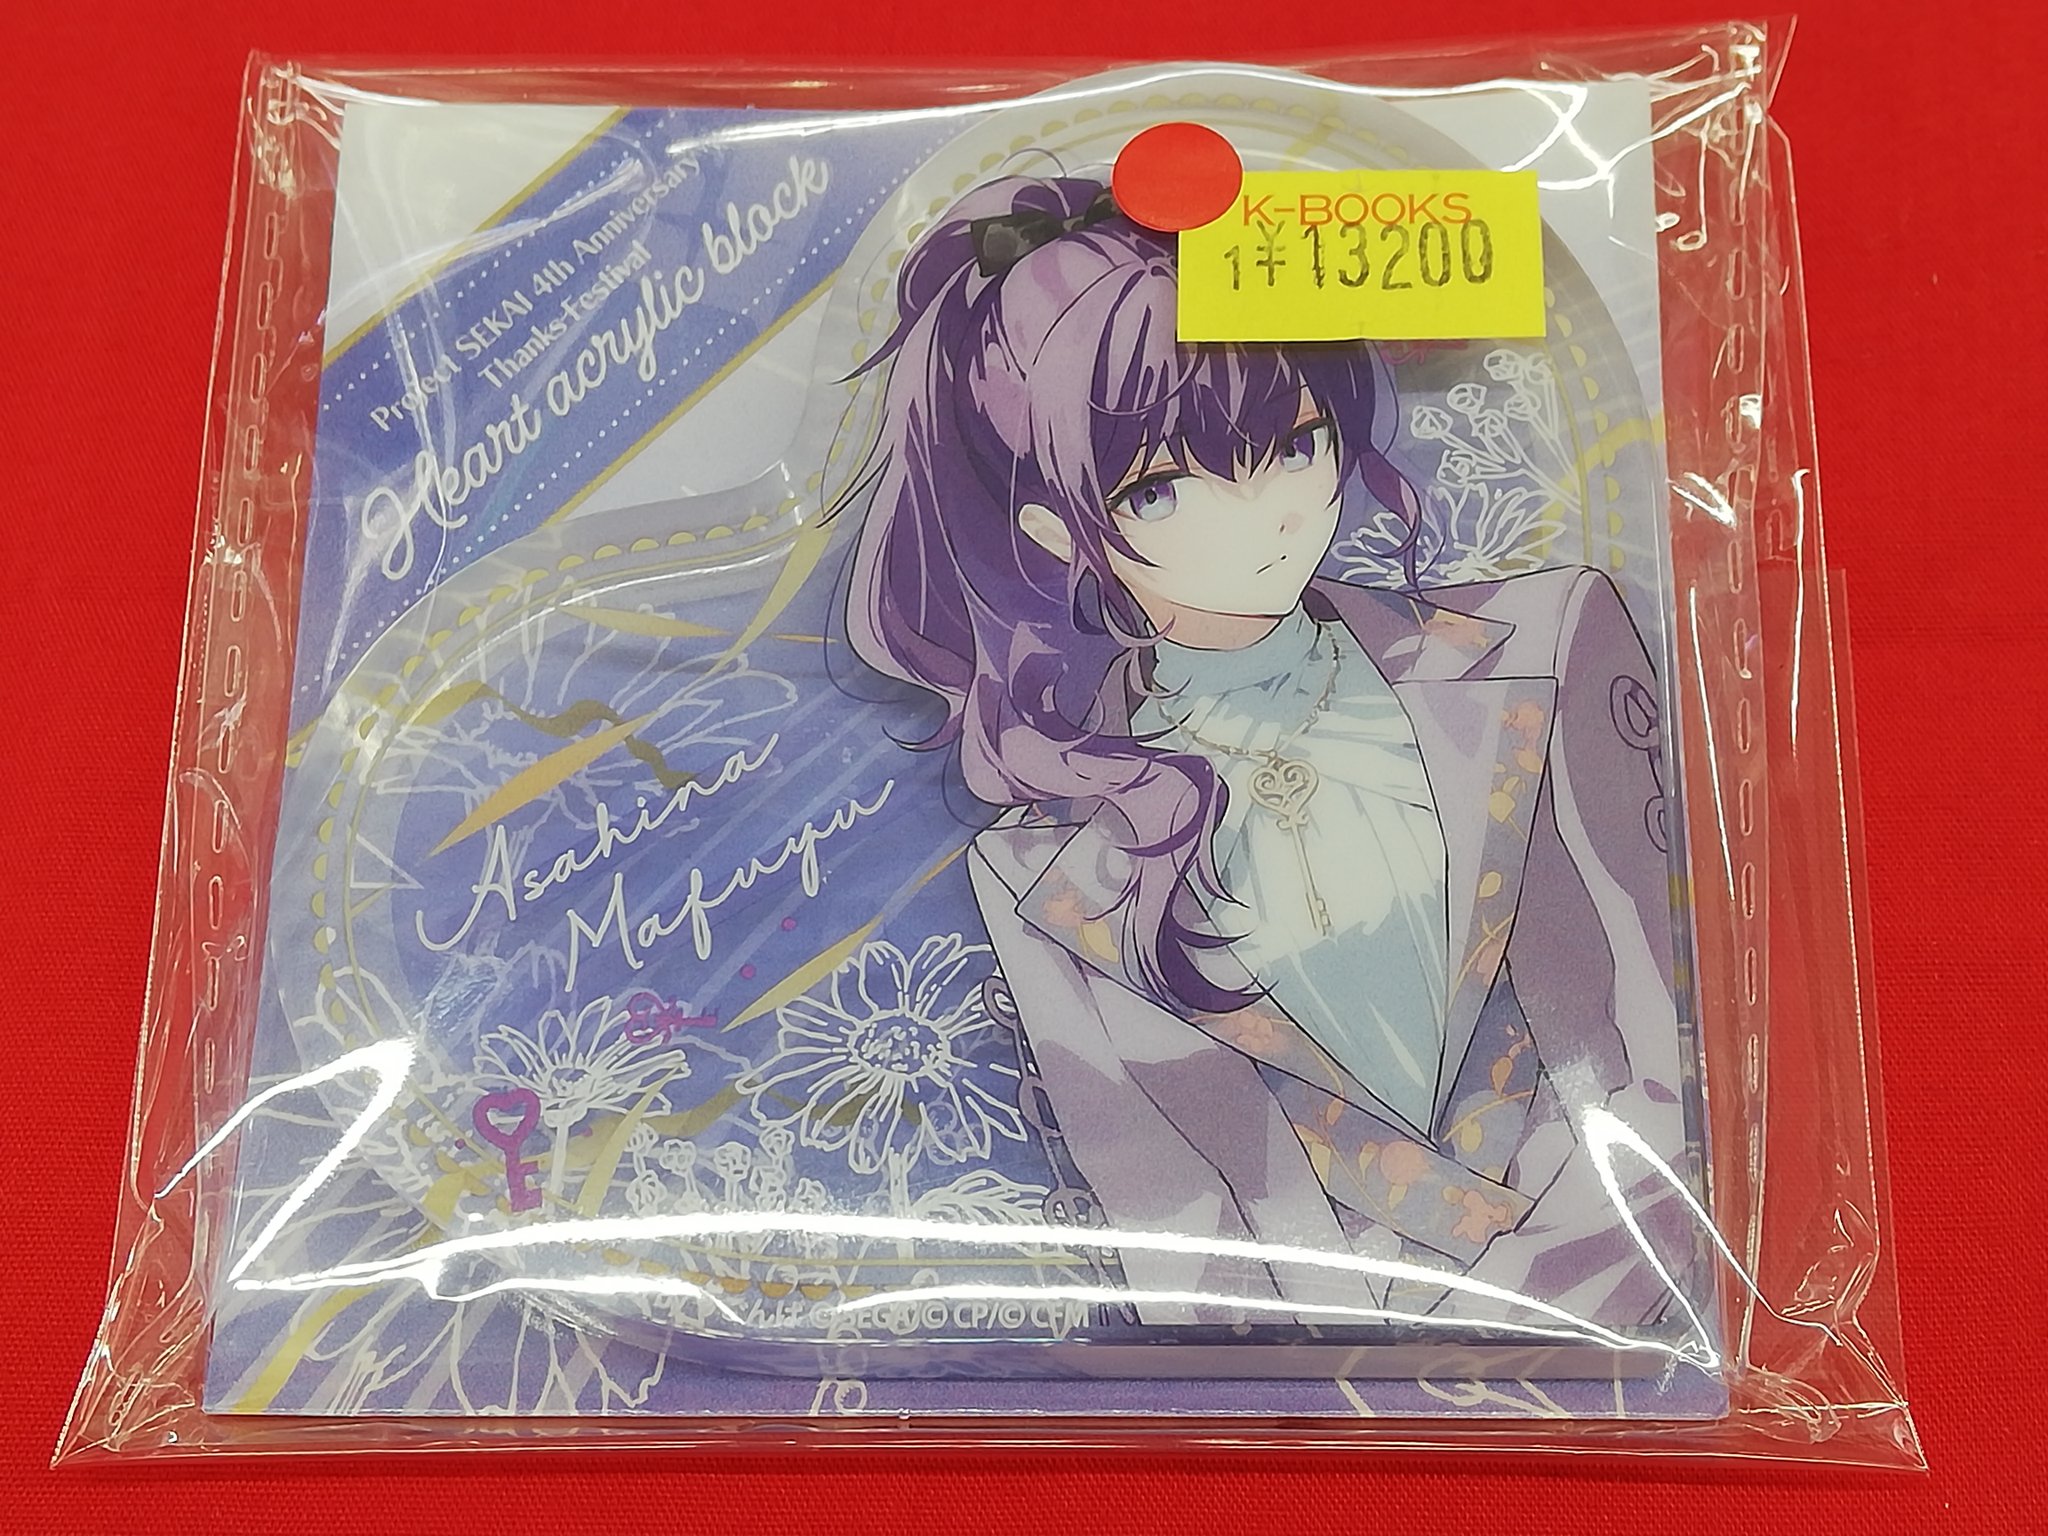 Project SEKAI 4th Anniversary
Thanks Festival
Heart acrylic block
K-BOOKS
1¥13200
Asahina
Mafuyu
©SEGA/© CP/© CFM